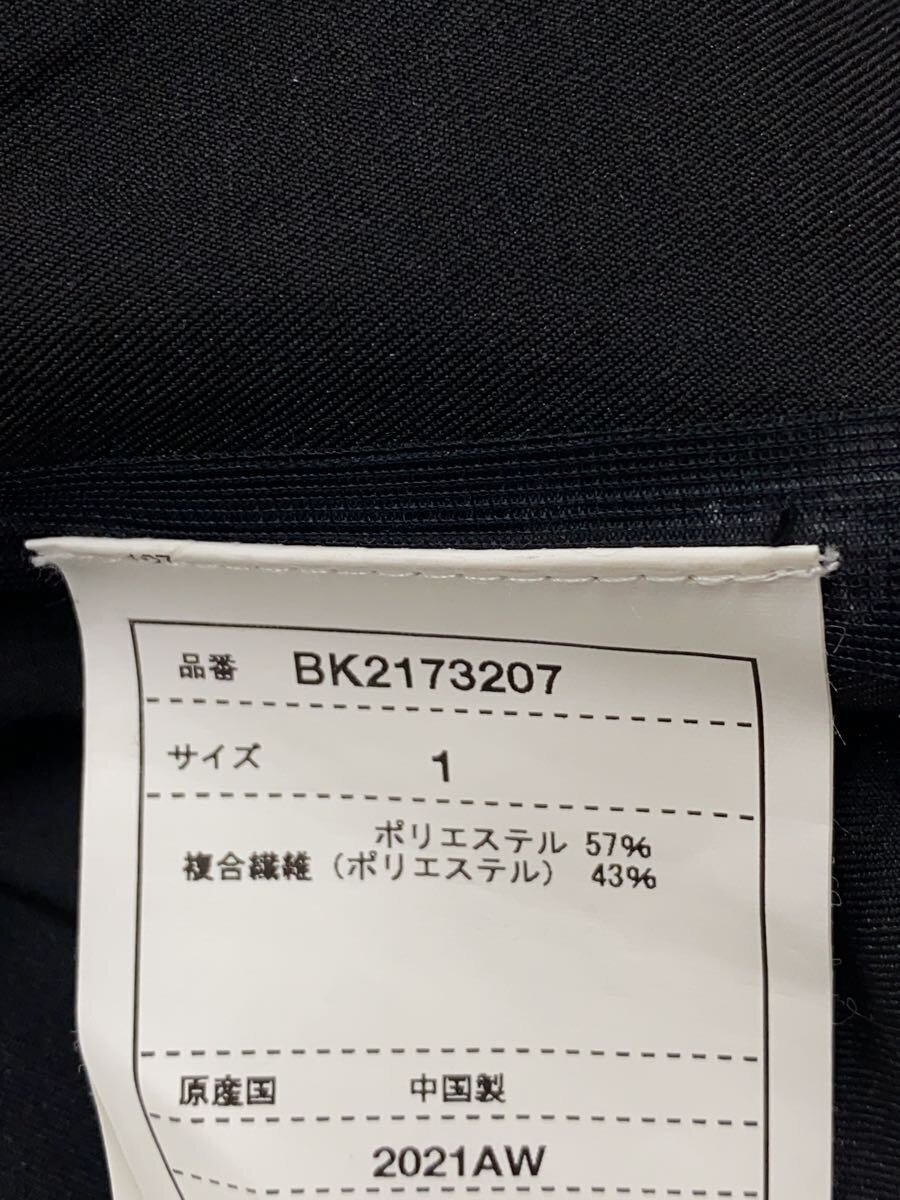 品番 BK2173207
サイズ 1
ポリエステル 57%
複合繊維（ポリエステル） 43%
原産国 中国製
2021AW